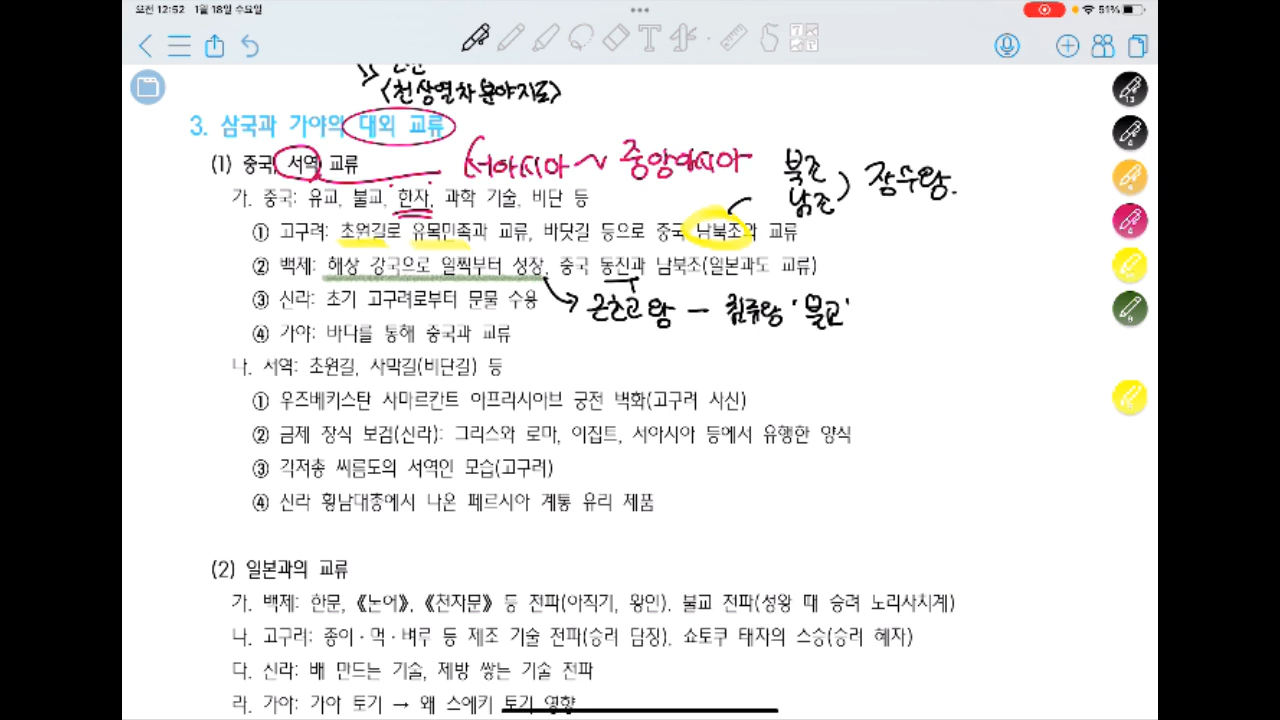 오전 12:52 1월 18일 수요일 51%
<천상열차분야지도>
3. 삼국과 가야의 대외 교류
(1) 중국, 서역 교류
서아시아 ~ 중앙아시아
북조
남조
장수왕.
가. 중국: 유교, 불교, 한자, 과학 기술, 비단 등
① 고구려: 초원길로 유목민족과 교류, 바닷길 등으로 중국 남북조와 교류
② 백제: 해상 강국으로 일찍부터 성장, 중국 동진과 남북조(일본과도 교류)
③ 신라: 초기 고구려로부터 문물 수용
근초고왕 - 침류왕 '불교'
④ 가야: 바다를 통해 중국과 교류
나. 서역: 초원길, 사막길(비단길) 등
① 우즈베키스탄 사마르칸트 아프라시아브 궁전 벽화(고구려 사신)
② 금제 장식 보검(신라): 그리스와 로마, 이집트, 서아시아 등에서 유행한 양식
③ 각저총 씨름도의 서역인 모습(고구려)
④ 신라 황남대총에서 나온 페르시아 계통 유리 제품
(2) 일본과의 교류
가. 백제: 한문, 《논어》, 《천자문》 등 전파(아직기, 왕인), 불교 전파(성왕 때 승려 노리사치계)
나. 고구려: 종이·먹·벼루 등 제조 기술 전파(승려 담징), 쇼토쿠 태자의 스승(승려 혜자)
다. 신라: 배 만드는 기술, 제방 쌓는 기술 전파
라. 가야: 가야 토기 → 왜 스에키 토기 영향